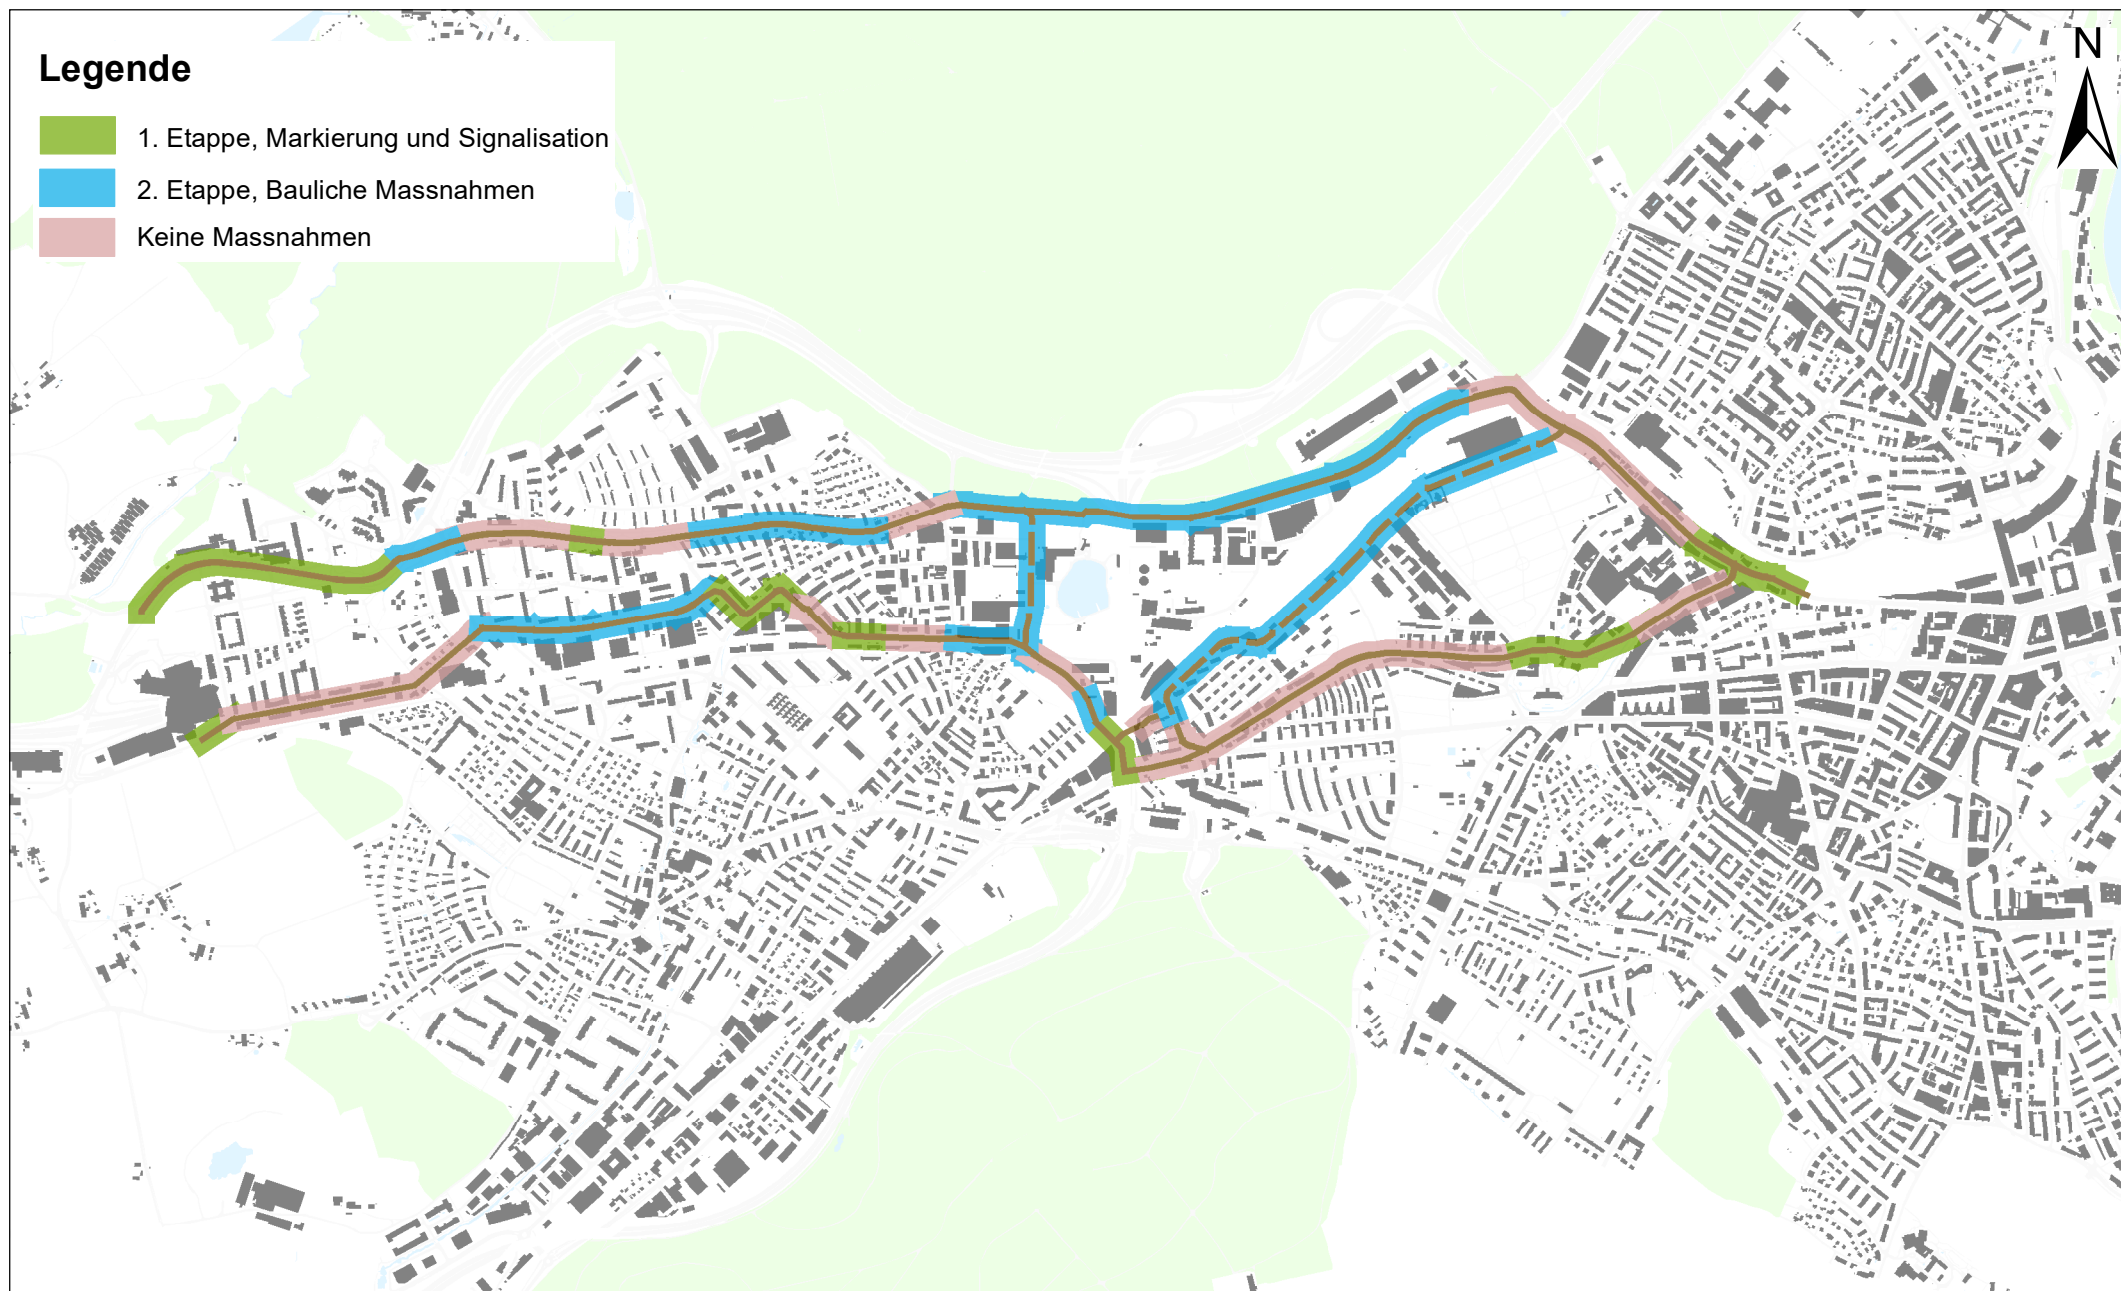 Legende
1. Etappe, Markierung und Signalisation
2. Etappe, Bauliche Massnahmen
Keine Massnahmen
N